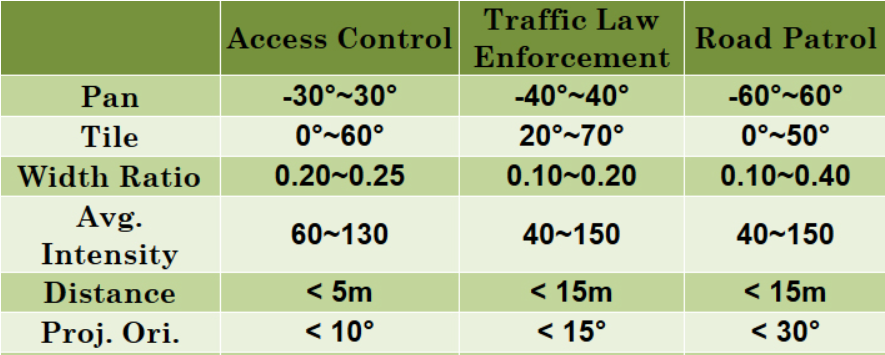 Access Control Traffic Law Enforcement Road Patrol
Pan -30°~30° -40°~40° -60°~60°
Tile 0°~60° 20°~70° 0°~50°
Width Ratio 0.20~0.25 0.10~0.20 0.10~0.40
Avg. Intensity 60~130 40~150 40~150
Distance < 5m < 15m < 15m
Proj. Ori. < 10° < 15° < 30°